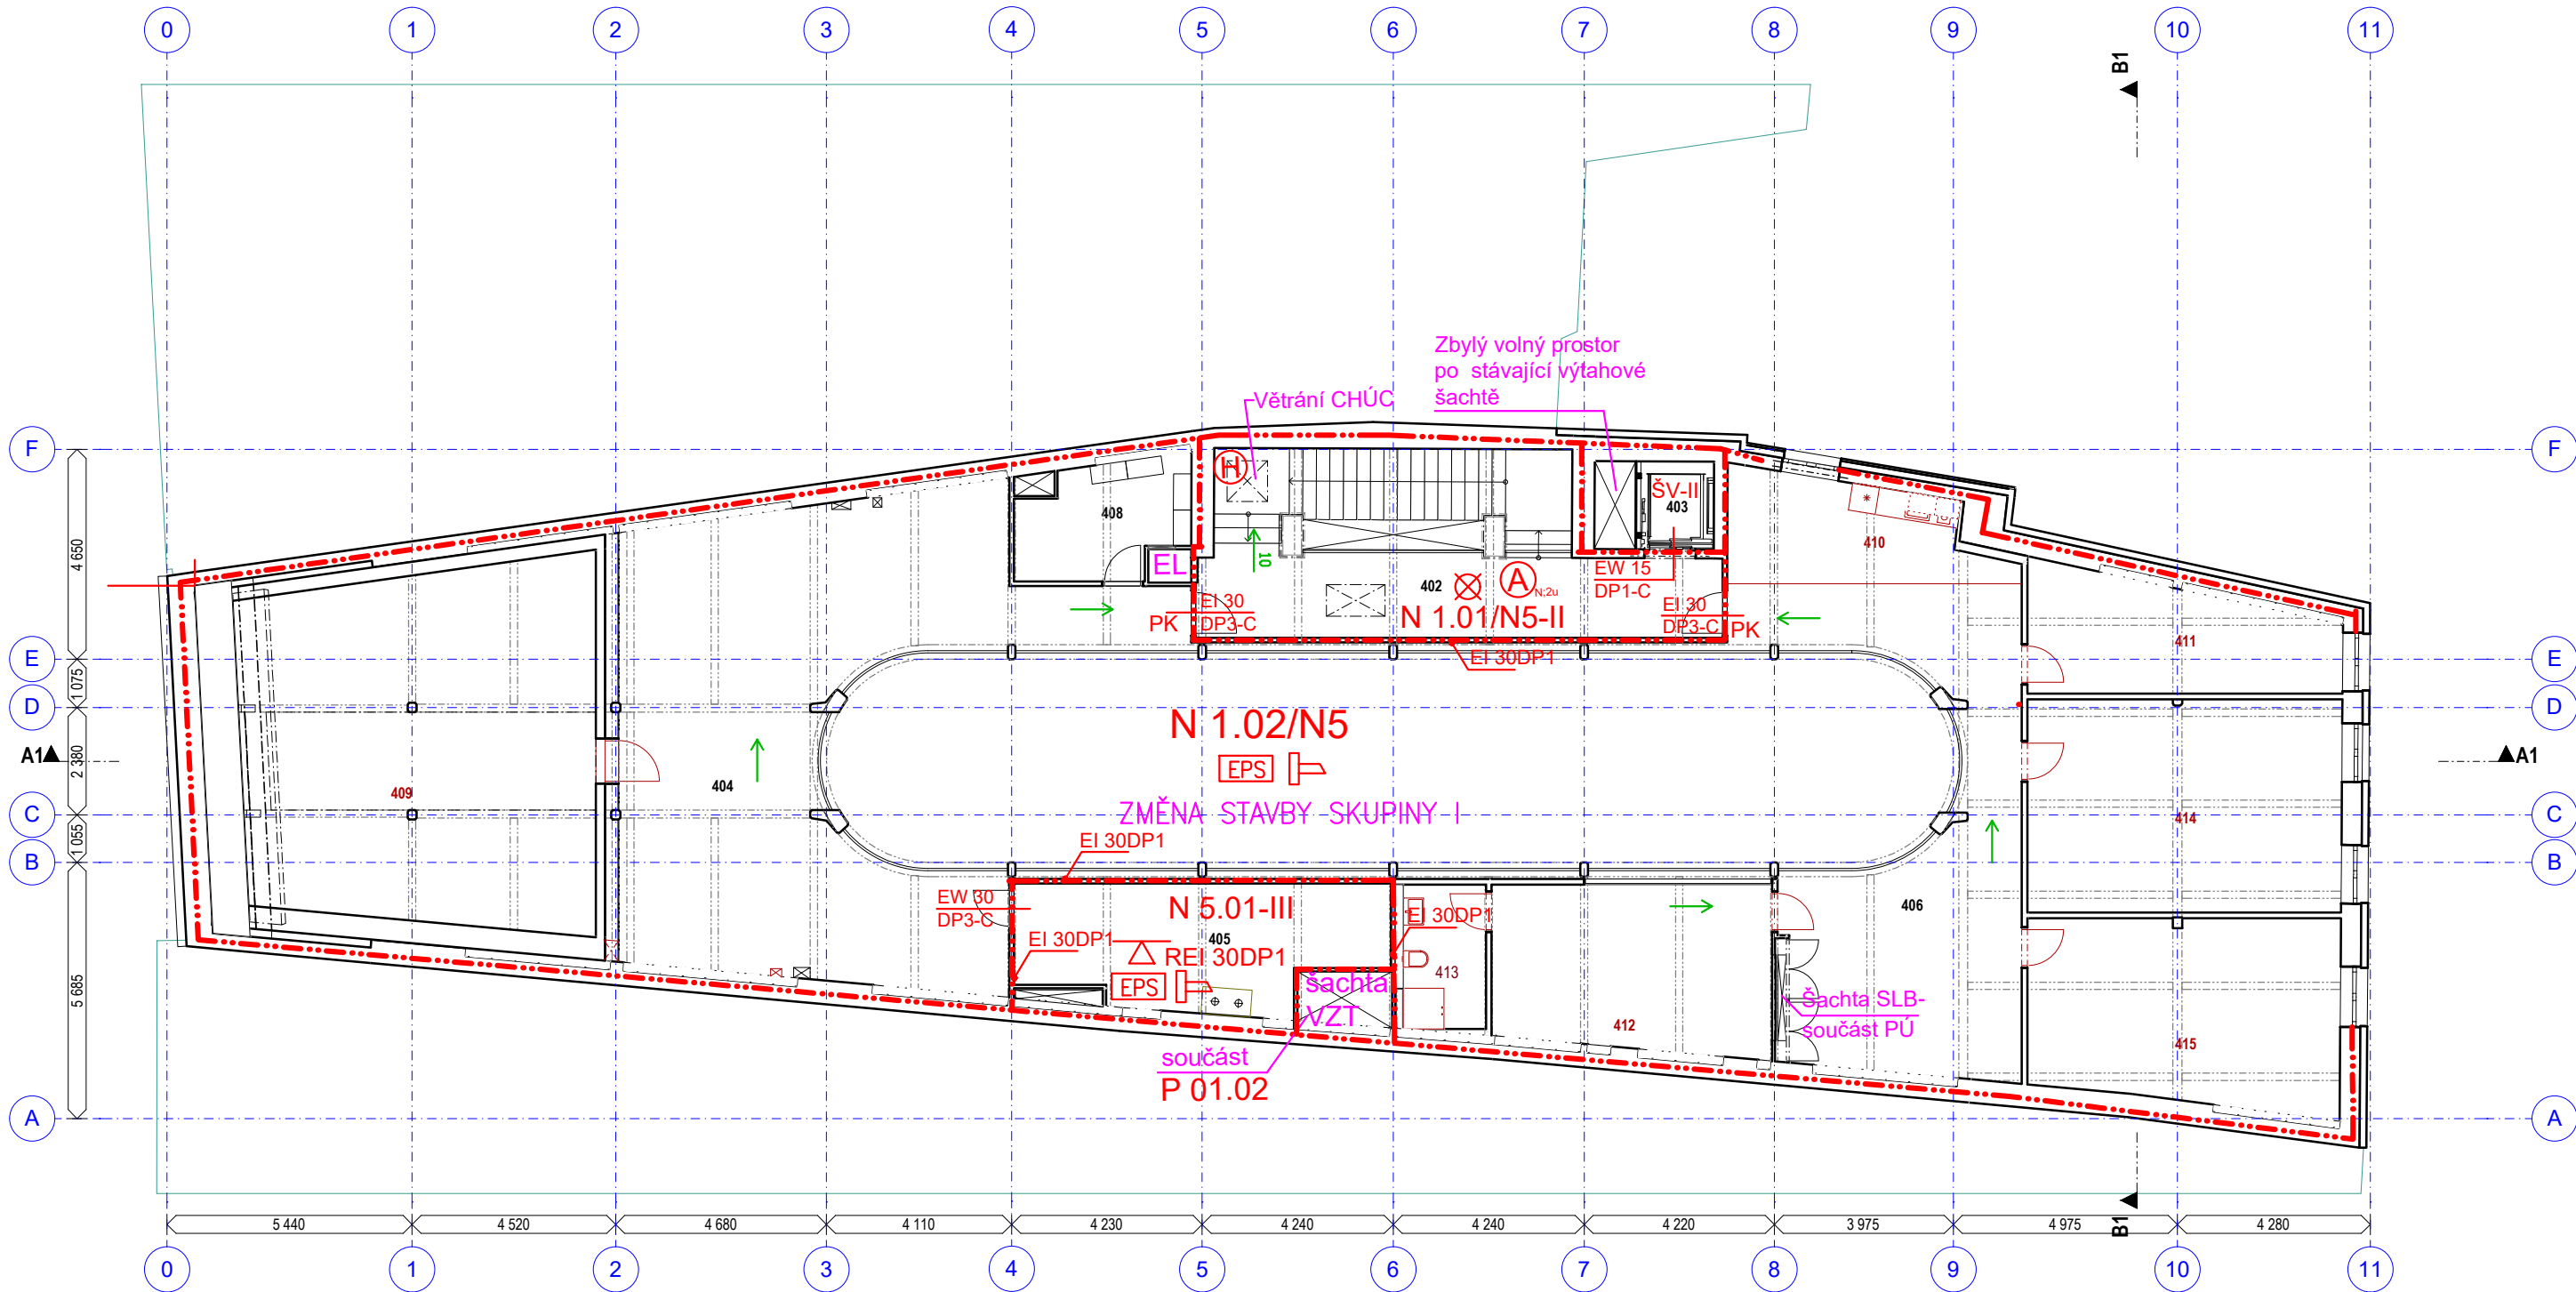 0 1 2 3 4 5 6 7 8 9 10 11
B1
Zbylý volný prostor
po stávající výtahové
šachtě
Větrání CHÚC
F F
H
ŠV-II
403
408
410
4 650
EL
10
402
A
N;2u
EW 15
DP1-C
EI 30
DP3-C
PK
N 1.01/N5-II
EI 30
DP3-C
PK
411
EI 30DP1
E E
1 075
D D
N 1.02/N5
A1 A1
2 380
EPS
404
409
ZMĚNA STAVBY SKUPINY I
C C
414
1 055
EI 30DP1
B B
EW 30
DP3-C
N 5.01-III
EI 30DP1
406
405
EI 30DP1
REI 30DP1
413
EPS
šachta
VZT
Šachta SLB-
součást PÚ
412
415
5 685
součást
P 01.02
A A
B1
5 440 4 520 4 680 4 110 4 230 4 240 4 240 4 220 3 975 4 975 4 280
0 1 2 3 4 5 6 7 8 9 10 11